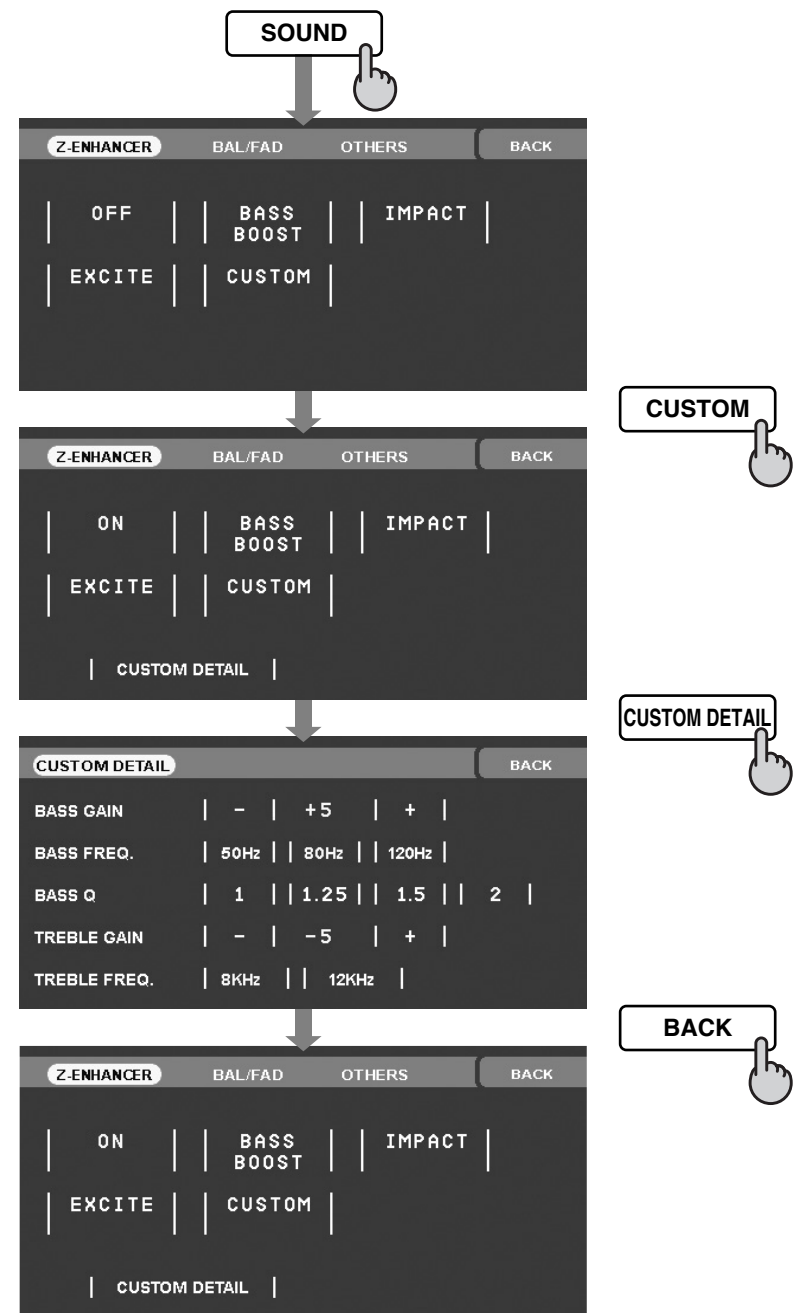 SOUND
Z-ENHANCER BAL/FAD OTHERS BACK
OFF BASS BOOST IMPACT
EXCITE CUSTOM
CUSTOM
Z-ENHANCER BAL/FAD OTHERS BACK
ON BASS BOOST IMPACT
EXCITE CUSTOM
CUSTOM DETAIL
CUSTOM DETAIL
CUSTOM DETAIL BACK
BASS GAIN - +5 +
BASS FREQ. 50Hz 80Hz 120Hz
BASS Q 1 1.25 1.5 2
TREBLE GAIN - -5 +
TREBLE FREQ. 8KHz 12KHz
BACK
Z-ENHANCER BAL/FAD OTHERS BACK
ON BASS BOOST IMPACT
EXCITE CUSTOM
CUSTOM DETAIL